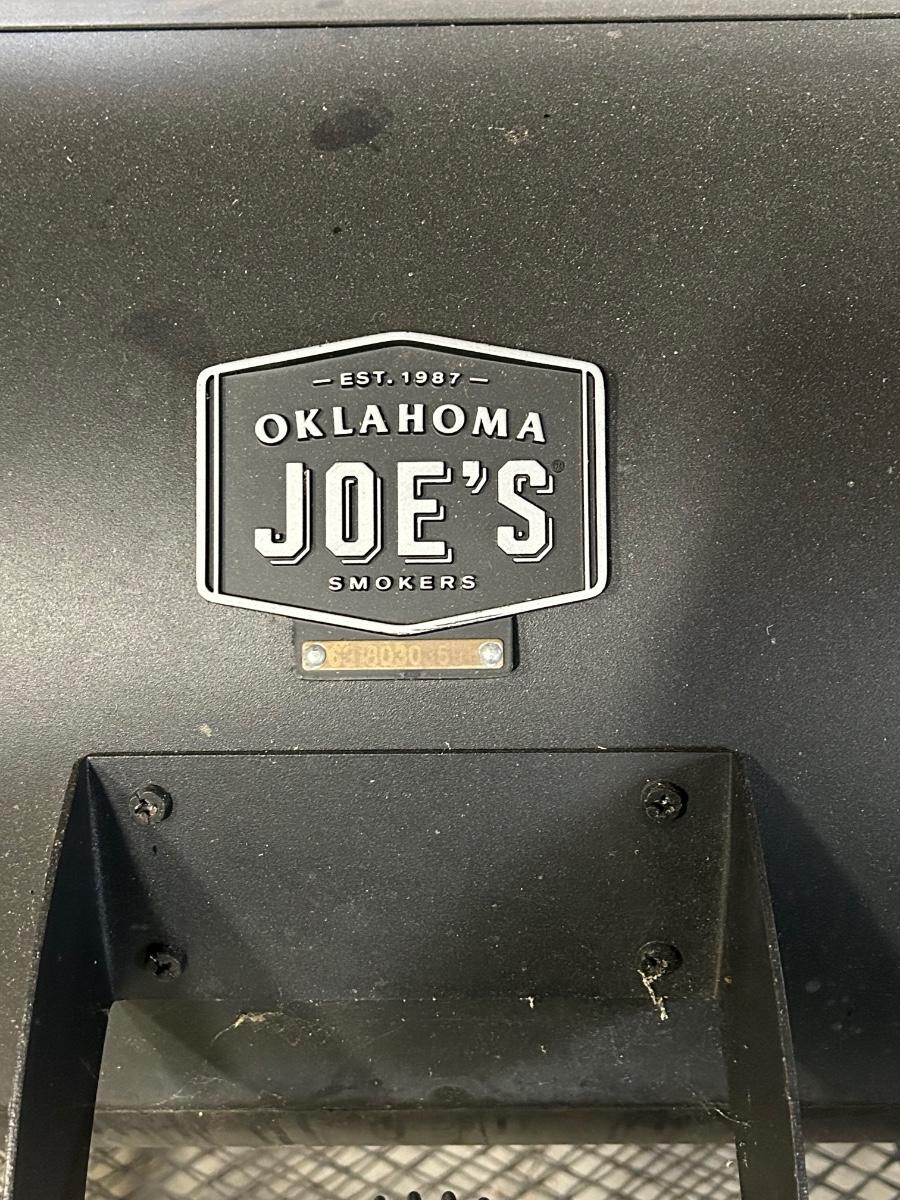 — EST. 1987 —
OKLAHOMA
JOE'S®
SMOKERS